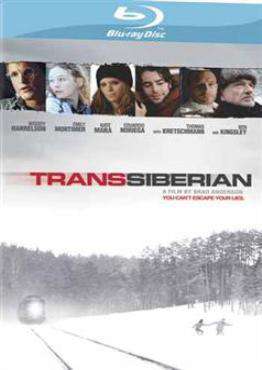 Blu-ray Disc
WOODY HARRELSON EMILY MORTIMER KATE MARA EDUARDO NORIEGA WITH THOMAS KRETSCHMANN AND BEN KINGSLEY
TRANSSIBERIAN
A FILM BY BRAD ANDERSON
YOU CAN'T ESCAPE YOUR LIES.